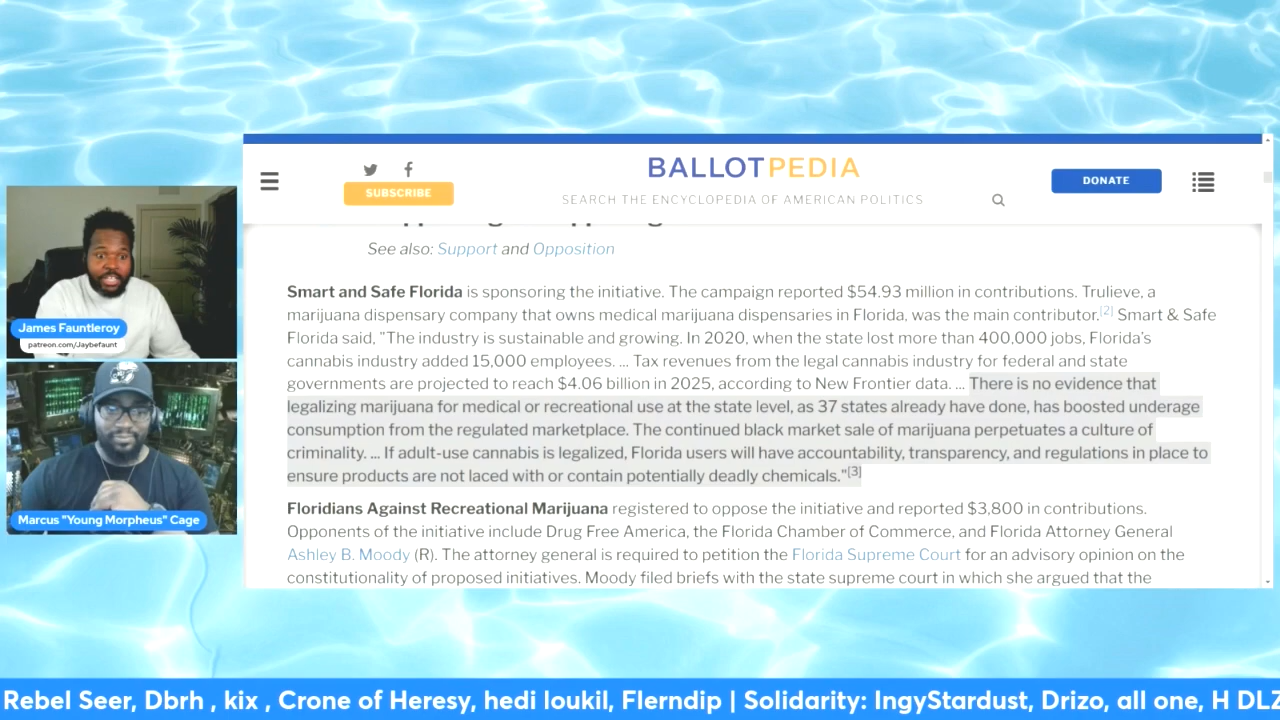 BALLOTPEDIA
SUBSCRIBE
SEARCH THE ENCYCLOPEDIA OF AMERICAN POLITICS
DONATE
See also: Support and Opposition
Smart and Safe Florida is sponsoring the initiative. The campaign reported $54.93 million in contributions. Trulieve, a
marijuana dispensary company that owns medical marijuana dispensaries in Florida, was the main contributor.[2] Smart & Safe
Florida said, "The industry is sustainable and growing. In 2020, when the state lost more than 400,000 jobs, Florida's
cannabis industry added 15,000 employees. ... Tax revenues from the legal cannabis industry for federal and state
governments are projected to reach $4.06 billion in 2025, according to New Frontier data. ... There is no evidence that
legalizing marijuana for medical or recreational use at the state level, as 37 states already have done, has boosted underage
consumption from the regulated marketplace. The continued black market sale of marijuana perpetuates a culture of
criminality. ... If adult-use cannabis is legalized, Florida users will have accountability, transparency, and regulations in place to
ensure products are not laced with or contain potentially deadly chemicals."[3]
Floridians Against Recreational Marijuana registered to oppose the initiative and reported $3,800 in contributions.
Opponents of the initiative include Drug Free America, the Florida Chamber of Commerce, and Florida Attorney General
Ashley B. Moody (R). The attorney general is required to petition the Florida Supreme Court for an advisory opinion on the
constitutionality of proposed initiatives. Moody filed briefs with the state supreme court in which she argued that the
James Fauntleroy
patreon.com/Jaybefaunt
Marcus "Young Morpheus" Cage
Rebel Seer, Dbrh , kix , Crone of Heresy, hedi loukil, Flerndip | Solidarity: IngyStardust, Drizo, all one, H DLZ